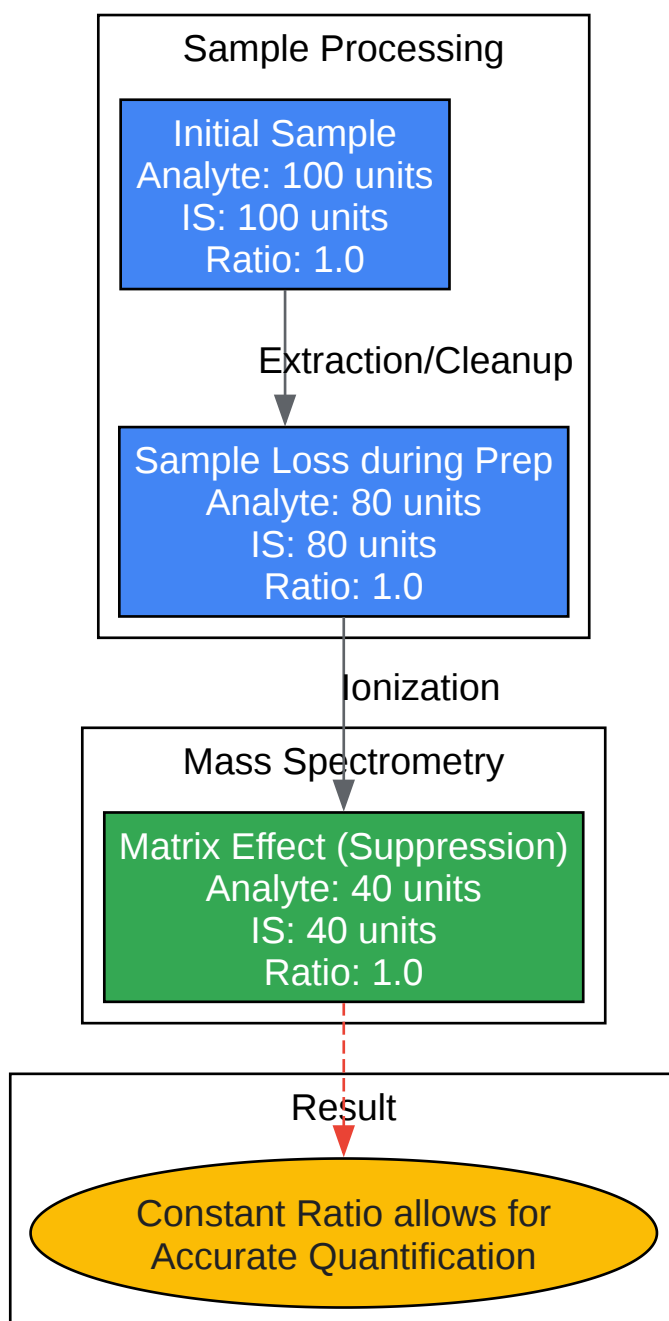 Sample Processing
Initial Sample
Analyte: 100 units
IS: 100 units
Ratio: 1.0
Extraction/Cleanup
Sample Loss during Prep
Analyte: 80 units
IS: 80 units
Ratio: 1.0
Ionization
Mass Spectrometry
Matrix Effect (Suppression)
Analyte: 40 units
IS: 40 units
Ratio: 1.0
Result
Constant Ratio allows for
Accurate Quantification